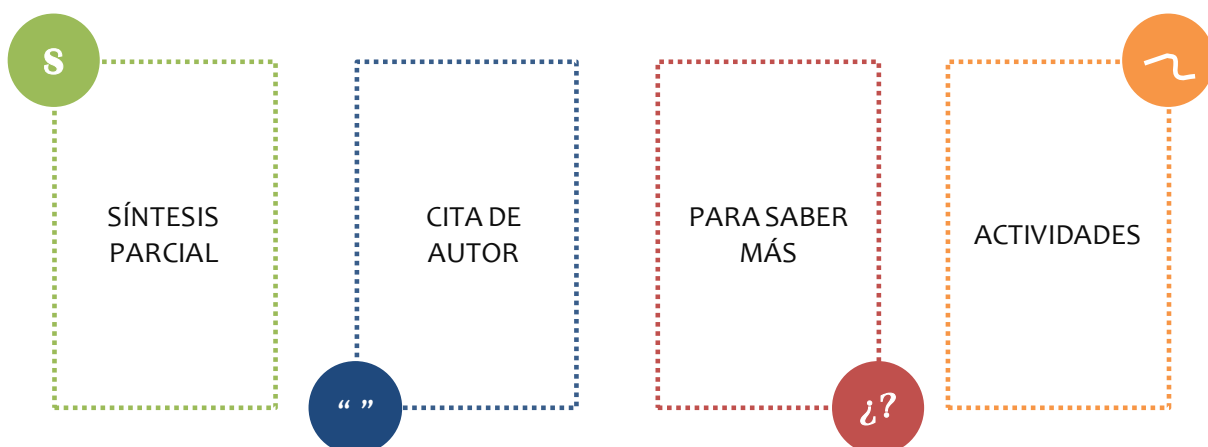 S
SÍNTESIS
PARCIAL
“ ”
CITA DE
AUTOR
PARA SABER
MÁS
¿?
ACTIVIDADES